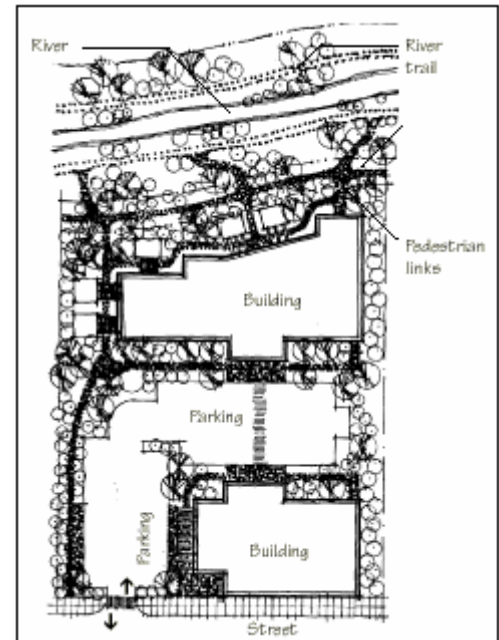 River
River
trail
Pedestrian
links
Building
Parking
Parking
Building
Street